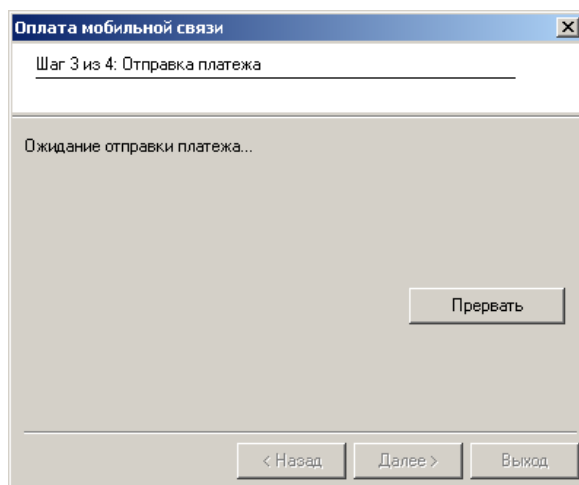 Оплата мобильной связи
Шаг 3 из 4: Отправка платежа
Ожидание отправки платежа...
Прервать
< Назад Далее > Выход